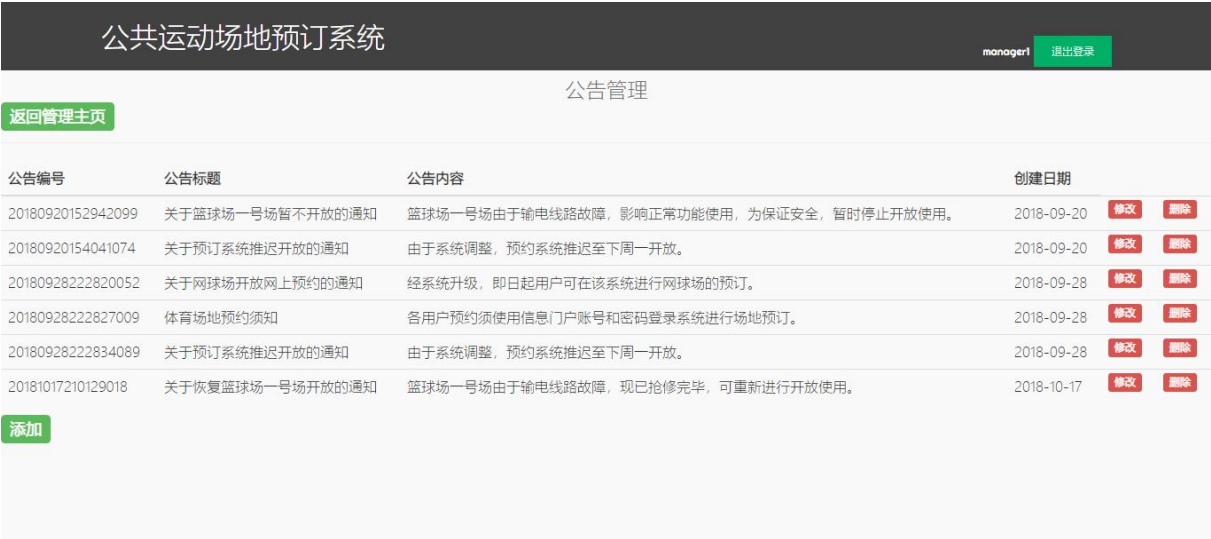 公共运动场地预订系统
manager1 退出登录
公告管理
返回管理主页
公告编号 公告标题 公告内容 创建日期
20180920152942099 关于篮球场一号场暂不开放的通知 篮球场一号场由于输电线路故障，影响正常功能使用，为保证安全，暂时停止开放使用。 2018-09-20 修改 删除
20180920154041074 关于预订系统推迟开放的通知 由于系统调整，预约系统推迟至下周一开放。 2018-09-20 修改 删除
20180928222820052 关于网球场开放网上预约的通知 经系统升级，即日起用户可在该系统进行网球场的预订。 2018-09-28 修改 删除
20180928222827009 体育场地预约须知 各用户预约须使用信息门户账号和密码登录系统进行场地预订。 2018-09-28 修改 删除
20180928222834089 关于预订系统推迟开放的通知 由于系统调整，预约系统推迟至下周一开放。 2018-09-28 修改 删除
20181017210129018 关于恢复篮球场一号场开放的通知 篮球场一号场由于输电线路故障，现已抢修完毕，可重新进行开放使用。 2018-10-17 修改 删除
添加